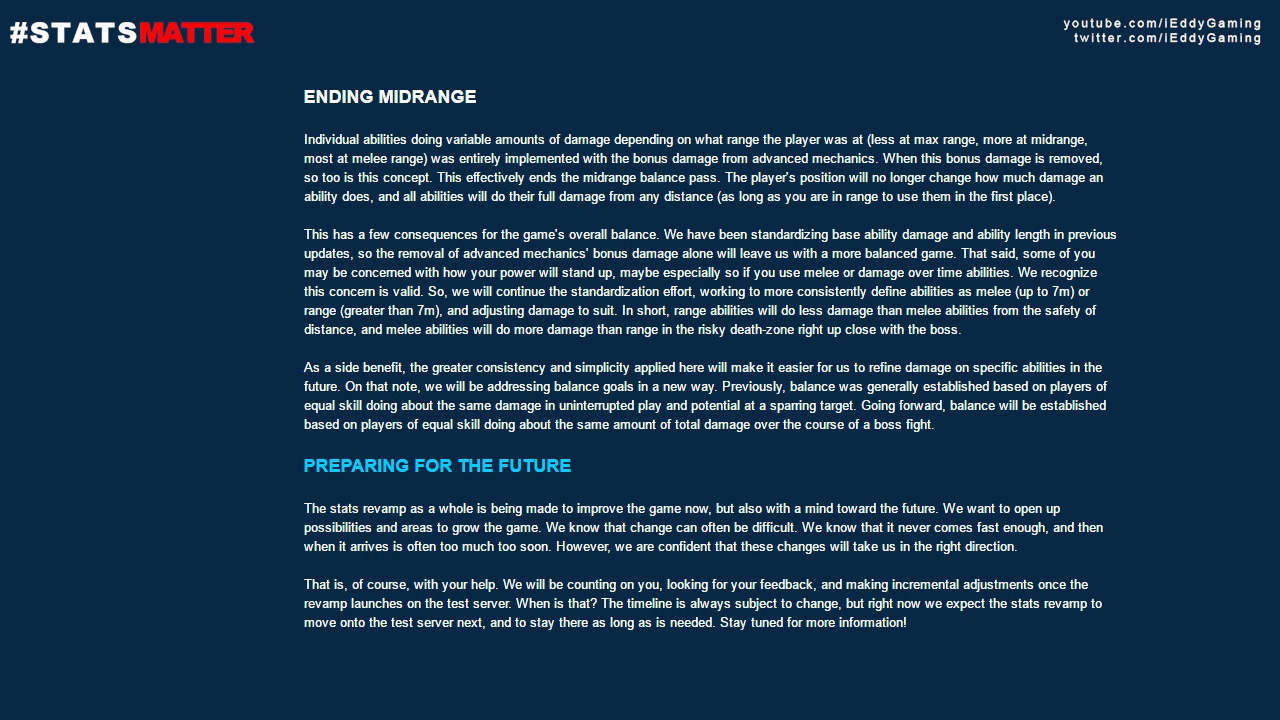 #STATSMATTER
youtube.com/iEddyGaming
twitter.com/iEddyGaming
ENDING MIDRANGE
Individual abilities doing variable amounts of damage depending on what range the player was at (less at max range, more at midrange,
most at melee range) was entirely implemented with the bonus damage from advanced mechanics. When this bonus damage is removed,
so too is this concept. This effectively ends the midrange balance pass. The player's position will no longer change how much damage an
ability does, and all abilities will do their full damage from any distance (as long as you are in range to use them in the first place).
This has a few consequences for the game's overall balance. We have been standardizing base ability damage and ability length in previous
updates, so the removal of advanced mechanics' bonus damage alone will leave us with a more balanced game. That said, some of you
may be concerned with how your power will stand up, maybe especially so if you use melee or damage over time abilities. We recognize
this concern is valid. So, we will continue the standardization effort, working to more consistently define abilities as melee (up to 7m) or
range (greater than 7m), and adjusting damage to suit. In short, range abilities will do less damage than melee abilities from the safety of
distance, and melee abilities will do more damage than range in the risky death-zone right up close with the boss.
As a side benefit, the greater consistency and simplicity applied here will make it easier for us to refine damage on specific abilities in the
future. On that note, we will be addressing balance goals in a new way. Previously, balance was generally established based on players of
equal skill doing about the same damage in uninterrupted play and potential at a sparring target. Going forward, balance will be established
based on players of equal skill doing about the same amount of total damage over the course of a boss fight.
PREPARING FOR THE FUTURE
The stats revamp as a whole is being made to improve the game now, but also with a mind toward the future. We want to open up
possibilities and areas to grow the game. We know that change can often be difficult. We know that it never comes fast enough, and then
when it arrives is often too much too soon. However, we are confident that these changes will take us in the right direction.
That is, of course, with your help. We will be counting on you, looking for your feedback, and making incremental adjustments once the
revamp launches on the test server. When is that? The timeline is always subject to change, but right now we expect the stats revamp to
move onto the test server next, and to stay there as long as is needed. Stay tuned for more information!